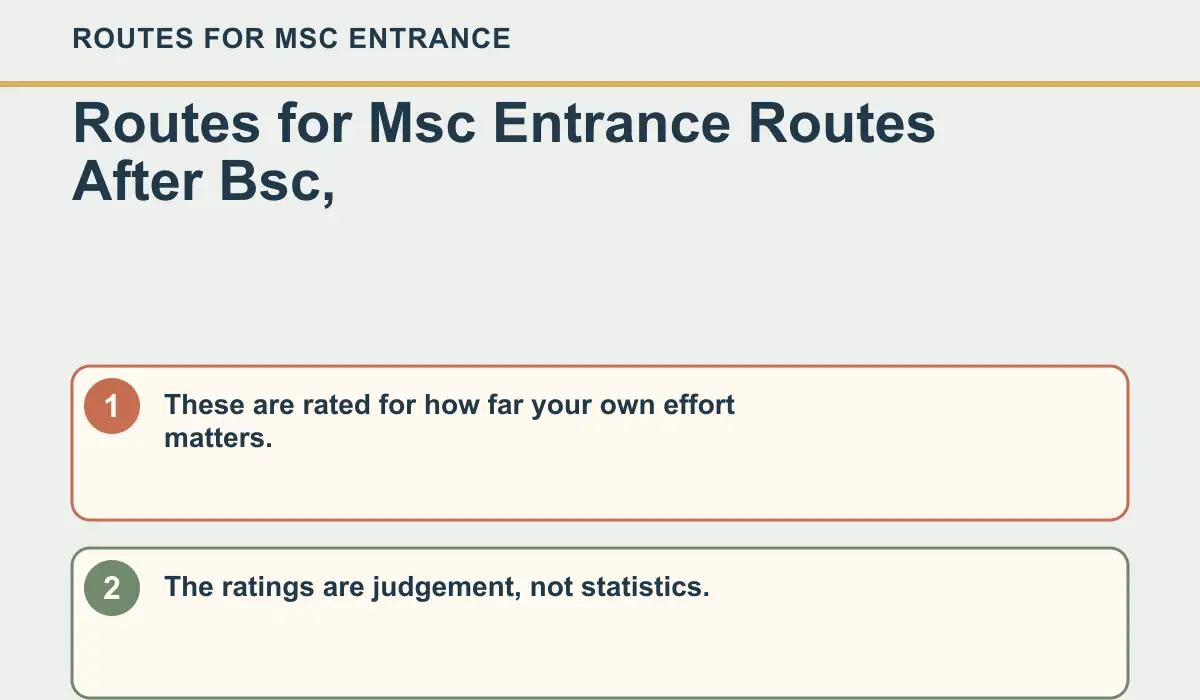 ROUTES FOR MSC ENTRANCE
Routes for Msc Entrance Routes
After Bsc,
1
These are rated for how far your own effort
matters.
2
The ratings are judgement, not statistics.